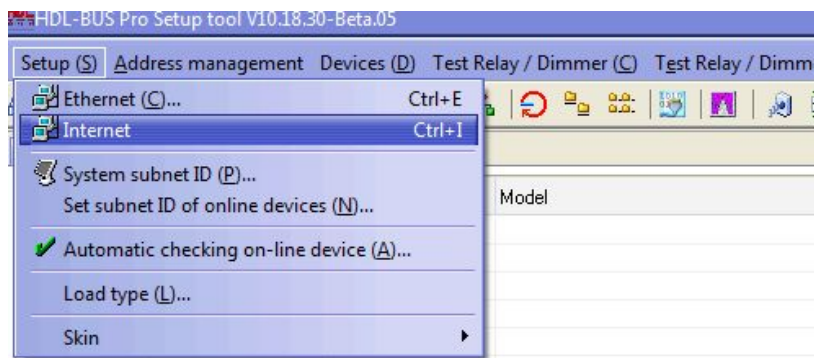 HDL-BUS Pro Setup tool V10.18.30-Beta.05
Setup (S) Address management Devices (D) Test Relay / Dimmer (C) Test Relay / Dimm
Ethernet (C)... Ctrl+E
Internet Ctrl+I
System subnet ID (P)...
Model
Set subnet ID of online devices (N)...
Automatic checking on-line device (A)...
Load type (L)...
Skin